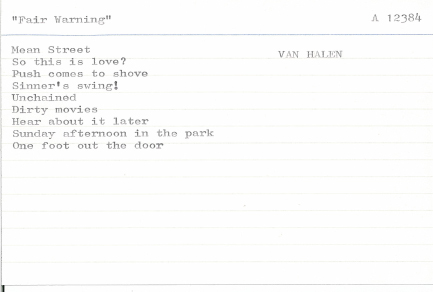 "Fair Warning" A 12384
Mean Street
VAN HALEN
So this is love?
Push comes to shove
Sinner's swing!
Unchained
Dirty movies
Hear about it later
Sunday afternoon in the park
One foot out the door